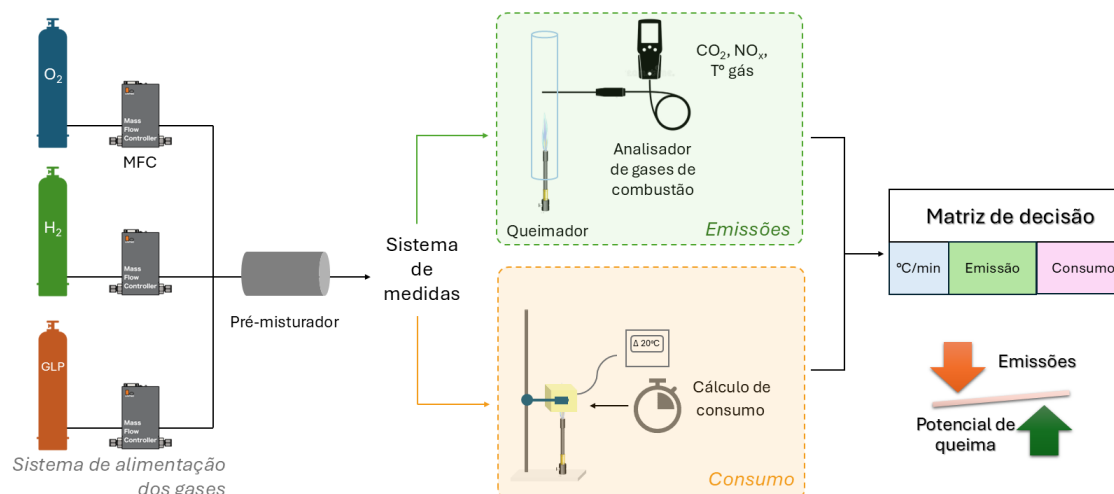 O₂
Mass
Flow
Controller
MFC
H₂
Mass
Flow
Controller
GLP
Mass
Flow
Controller
Sistema de alimentação
dos gases
Pré-misturador
Sistema
de
medidas
CO₂, NOₓ,
T° gás
Analisador
de gases de
combustão
Queimador
Emissões
Δ 20ºC
Cálculo de
consumo
Consumo
Matriz de decisão
°C/min
Emissão
Consumo
Emissões
Potencial de
queima